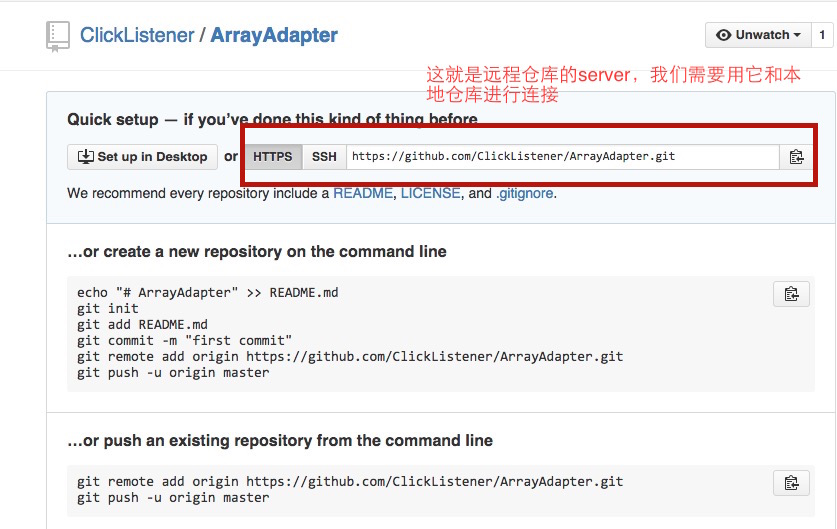 ClickListener / ArrayAdapter
Unwatch
1
这就是远程仓库的server，我们需要用它和本
地仓库进行连接
Quick setup — if you've done this kind of thing before
Set up in Desktop or HTTPS SSH https://github.com/ClickListener/ArrayAdapter.git
We recommend every repository include a README, LICENSE, and .gitignore.
…or create a new repository on the command line
echo "# ArrayAdapter" >> README.md
git init
git add README.md
git commit -m "first commit"
git remote add origin https://github.com/ClickListener/ArrayAdapter.git
git push -u origin master
…or push an existing repository from the command line
git remote add origin https://github.com/ClickListener/ArrayAdapter.git
git push -u origin master